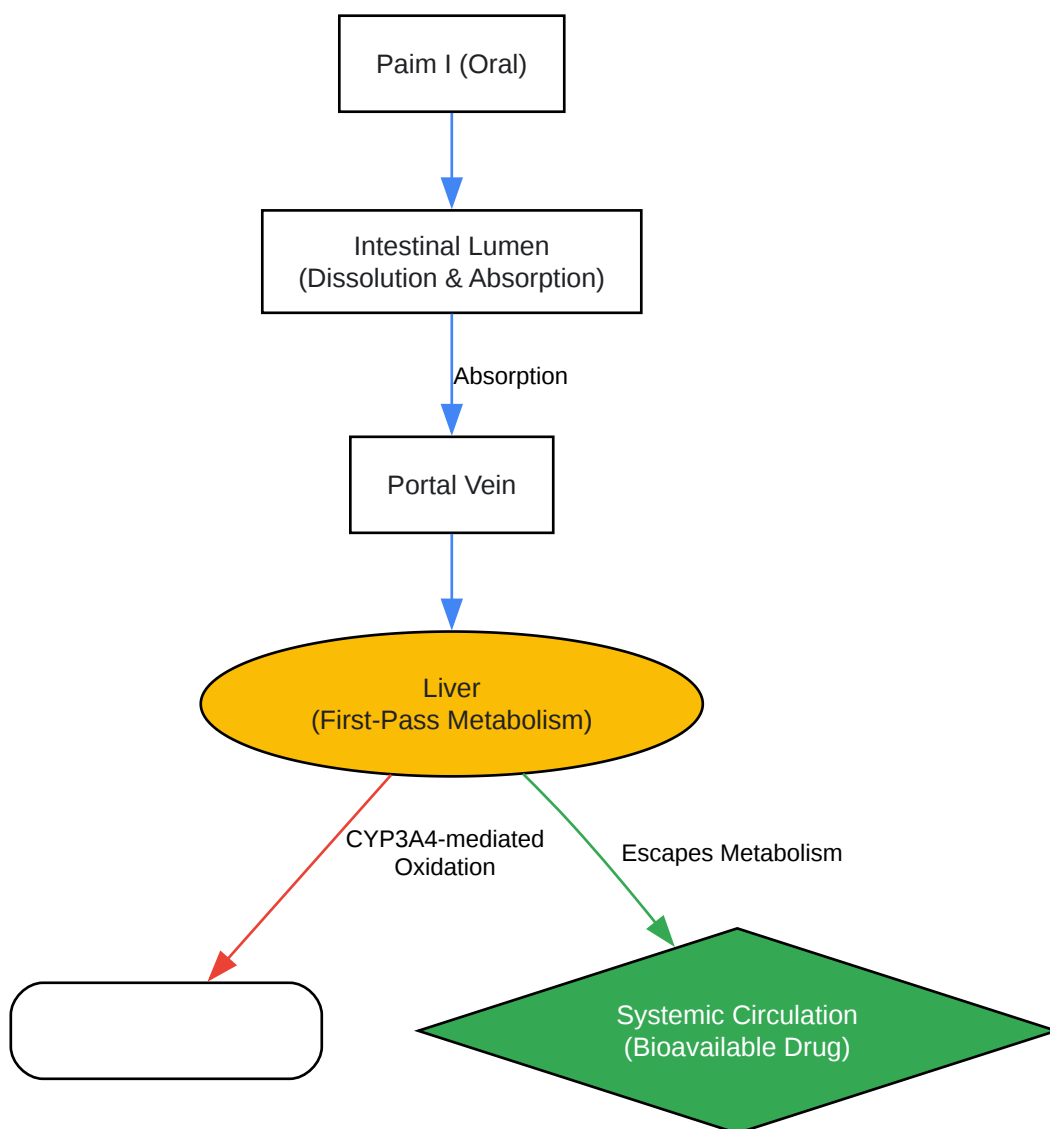 Paim I (Oral)
Intestinal Lumen
(Dissolution & Absorption)
Absorption
Portal Vein
Liver
(First-Pass Metabolism)
CYP3A4-mediated
Oxidation
Escapes Metabolism
Systemic Circulation
(Bioavailable Drug)